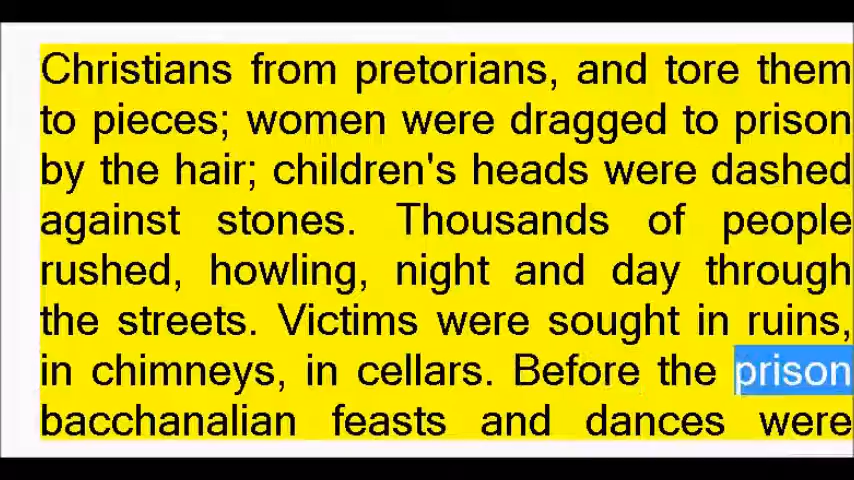 Christians from pretorians, and tore them
to pieces; women were dragged to prison
by the hair; children's heads were dashed
against stones. Thousands of people
rushed, howling, night and day through
the streets. Victims were sought in ruins,
in chimneys, in cellars. Before the prison
bacchanalian feasts and dances were